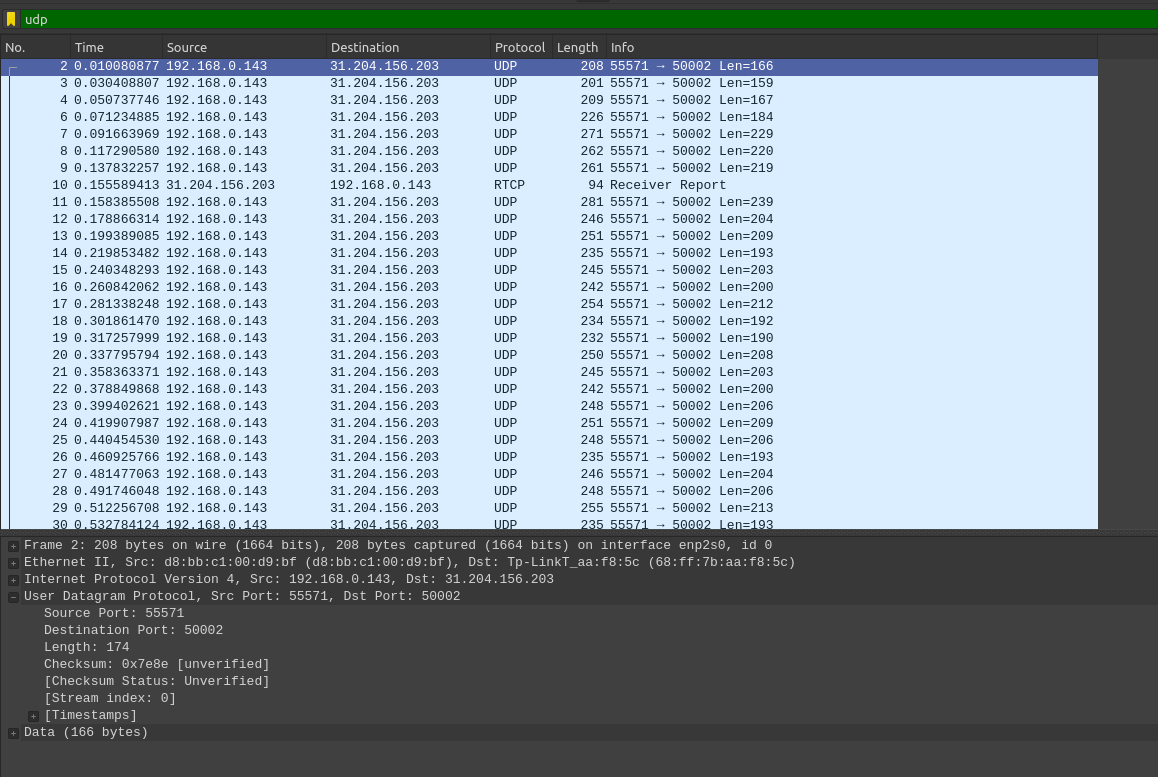 udp
No. Time Source Destination Protocol Length Info
2 0.010080877 192.168.0.143 31.204.156.203 UDP 208 55571 → 50002 Len=166
3 0.030408807 192.168.0.143 31.204.156.203 UDP 201 55571 → 50002 Len=159
4 0.050737746 192.168.0.143 31.204.156.203 UDP 209 55571 → 50002 Len=167
6 0.071234885 192.168.0.143 31.204.156.203 UDP 226 55571 → 50002 Len=184
7 0.091663969 192.168.0.143 31.204.156.203 UDP 271 55571 → 50002 Len=229
8 0.117290580 192.168.0.143 31.204.156.203 UDP 262 55571 → 50002 Len=220
9 0.137832257 192.168.0.143 31.204.156.203 UDP 261 55571 → 50002 Len=219
10 0.155589413 31.204.156.203 192.168.0.143 RTCP 94 Receiver Report
11 0.158385508 192.168.0.143 31.204.156.203 UDP 281 55571 → 50002 Len=239
12 0.178866314 192.168.0.143 31.204.156.203 UDP 246 55571 → 50002 Len=204
13 0.199389085 192.168.0.143 31.204.156.203 UDP 251 55571 → 50002 Len=209
14 0.219853482 192.168.0.143 31.204.156.203 UDP 235 55571 → 50002 Len=193
15 0.240348293 192.168.0.143 31.204.156.203 UDP 245 55571 → 50002 Len=203
16 0.260842062 192.168.0.143 31.204.156.203 UDP 242 55571 → 50002 Len=200
17 0.281338248 192.168.0.143 31.204.156.203 UDP 254 55571 → 50002 Len=212
18 0.301861470 192.168.0.143 31.204.156.203 UDP 234 55571 → 50002 Len=192
19 0.317257999 192.168.0.143 31.204.156.203 UDP 232 55571 → 50002 Len=190
20 0.337795794 192.168.0.143 31.204.156.203 UDP 250 55571 → 50002 Len=208
21 0.358363371 192.168.0.143 31.204.156.203 UDP 245 55571 → 50002 Len=203
22 0.378849868 192.168.0.143 31.204.156.203 UDP 242 55571 → 50002 Len=200
23 0.399402621 192.168.0.143 31.204.156.203 UDP 248 55571 → 50002 Len=206
24 0.419907987 192.168.0.143 31.204.156.203 UDP 251 55571 → 50002 Len=209
25 0.440454530 192.168.0.143 31.204.156.203 UDP 248 55571 → 50002 Len=206
26 0.460925766 192.168.0.143 31.204.156.203 UDP 235 55571 → 50002 Len=193
27 0.481477063 192.168.0.143 31.204.156.203 UDP 246 55571 → 50002 Len=204
28 0.491746048 192.168.0.143 31.204.156.203 UDP 248 55571 → 50002 Len=206
29 0.512256708 192.168.0.143 31.204.156.203 UDP 255 55571 → 50002 Len=213
30 0.532784124 192.168.0.143 31.204.156.203 UDP 235 55571 → 50002 Len=193
Frame 2: 208 bytes on wire (1664 bits), 208 bytes captured (1664 bits) on interface enp2s0, id 0
Ethernet II, Src: d8:bb:c1:00:d9:bf (d8:bb:c1:00:d9:bf), Dst: Tp-LinkT_aa:f8:5c (68:ff:7b:aa:f8:5c)
Internet Protocol Version 4, Src: 192.168.0.143, Dst: 31.204.156.203
User Datagram Protocol, Src Port: 55571, Dst Port: 50002
Source Port: 55571
Destination Port: 50002
Length: 174
Checksum: 0x7e8e [unverified]
[Checksum Status: Unverified]
[Stream index: 0]
[Timestamps]
Data (166 bytes)